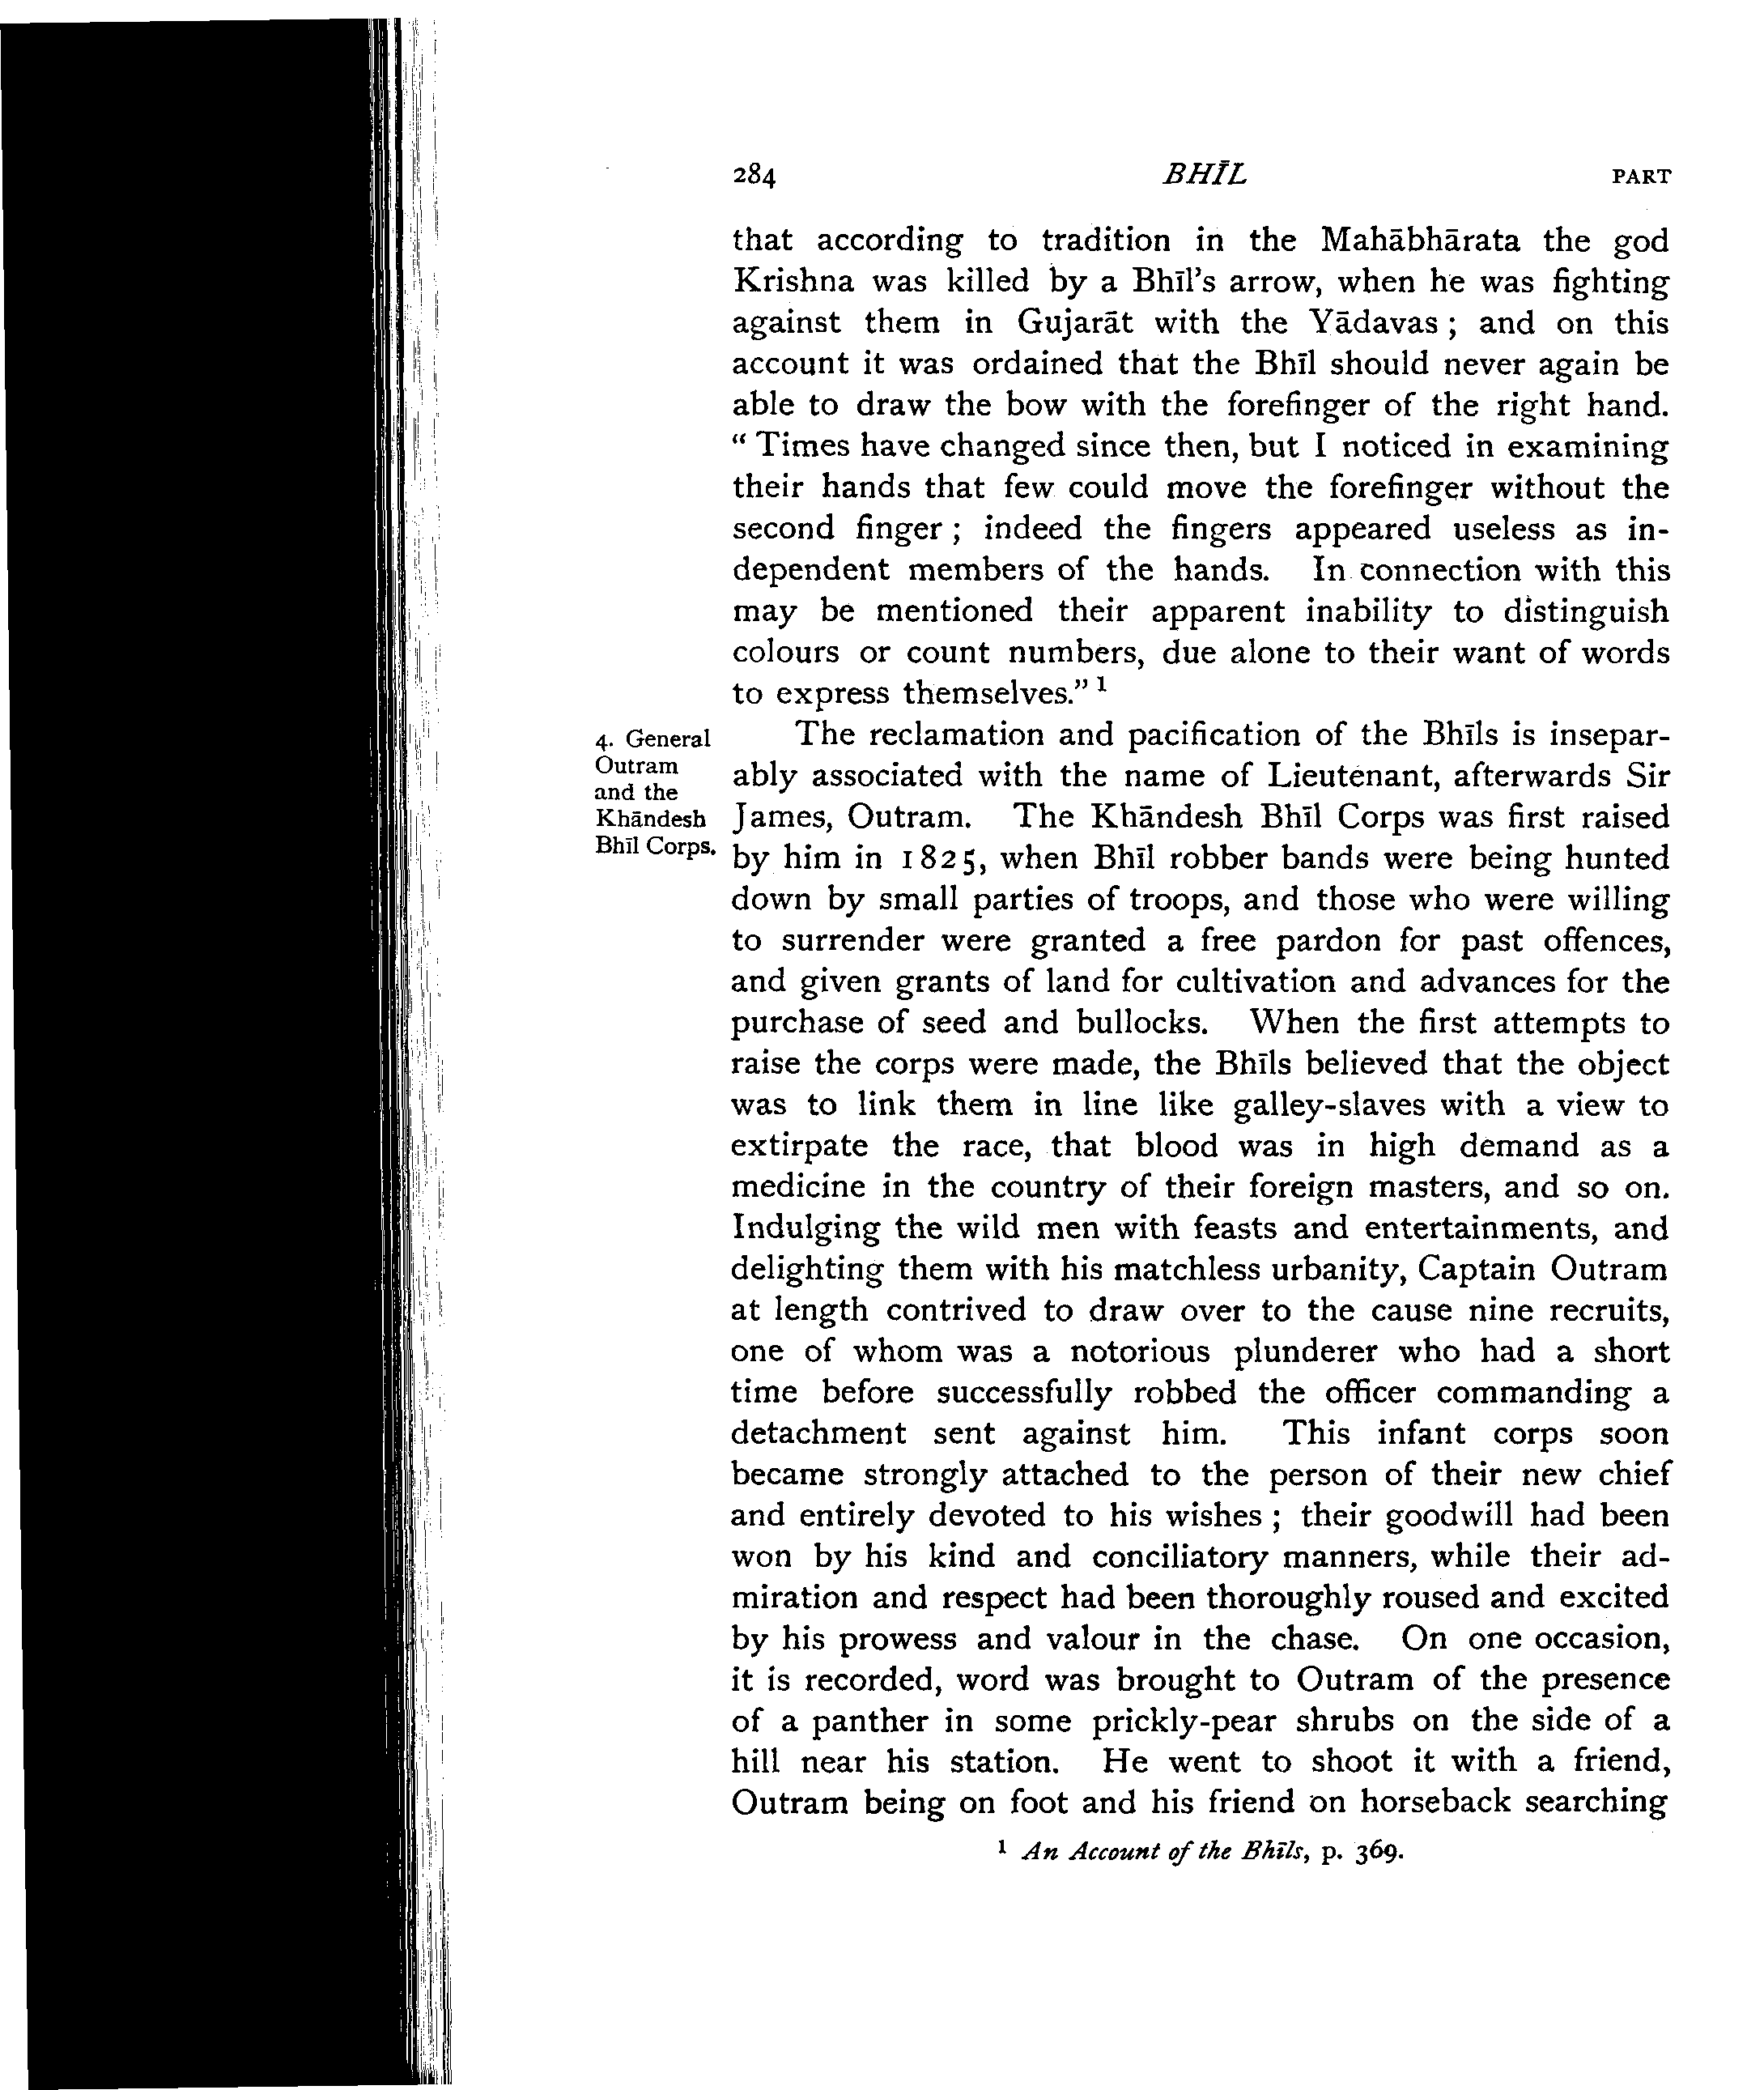 284 BHĪL PART
that according to tradition in the Mahābhārata the god
Krishna was killed by a Bhīl's arrow, when he was fighting
against them in Gujarāt with the Yādavas ; and on this
account it was ordained that the Bhīl should never again be
able to draw the bow with the forefinger of the right hand.
“ Times have changed since then, but I noticed in examining
their hands that few could move the forefinger without the
second finger ; indeed the fingers appeared useless as in-
dependent members of the hands. In connection with this
may be mentioned their apparent inability to distinguish
colours or count numbers, due alone to their want of words
to express themselves.” 1
4. General
Outram
and the
Khāndesh
Bhīl Corps.
The reclamation and pacification of the Bhīls is insepar-
ably associated with the name of Lieutenant, afterwards Sir
James, Outram. The Khāndesh Bhīl Corps was first raised
by him in 1825, when Bhīl robber bands were being hunted
down by small parties of troops, and those who were willing
to surrender were granted a free pardon for past offences,
and given grants of land for cultivation and advances for the
purchase of seed and bullocks. When the first attempts to
raise the corps were made, the Bhīls believed that the object
was to link them in line like galley-slaves with a view to
extirpate the race, that blood was in high demand as a
medicine in the country of their foreign masters, and so on.
Indulging the wild men with feasts and entertainments, and
delighting them with his matchless urbanity, Captain Outram
at length contrived to draw over to the cause nine recruits,
one of whom was a notorious plunderer who had a short
time before successfully robbed the officer commanding a
detachment sent against him. This infant corps soon
became strongly attached to the person of their new chief
and entirely devoted to his wishes ; their goodwill had been
won by his kind and conciliatory manners, while their ad-
miration and respect had been thoroughly roused and excited
by his prowess and valour in the chase. On one occasion,
it is recorded, word was brought to Outram of the presence
of a panther in some prickly-pear shrubs on the side of a
hill near his station. He went to shoot it with a friend,
Outram being on foot and his friend on horseback searching
1 An Account of the Bhīls, p. 369.